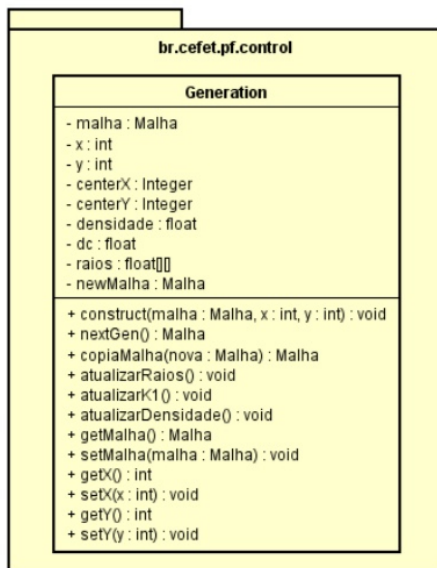 br.cefet.pf.control
Generation
- malha : Malha
- x : int
- y : int
- centerX : Integer
- centerY : Integer
- densidade : float
- dc : float
- raios : float[][]
- newMalha : Malha
+ construct(malha : Malha, x : int, y : int) : void
+ nextGen() : Malha
+ copiaMalha(nova : Malha) : Malha
+ atualizarRaios() : void
+ atualizarK1() : void
+ atualizarDensidade() : void
+ getMalha() : Malha
+ setMalha(malha : Malha) : void
+ getX() : int
+ setX(x : int) : void
+ getY() : int
+ setY(y : int) : void